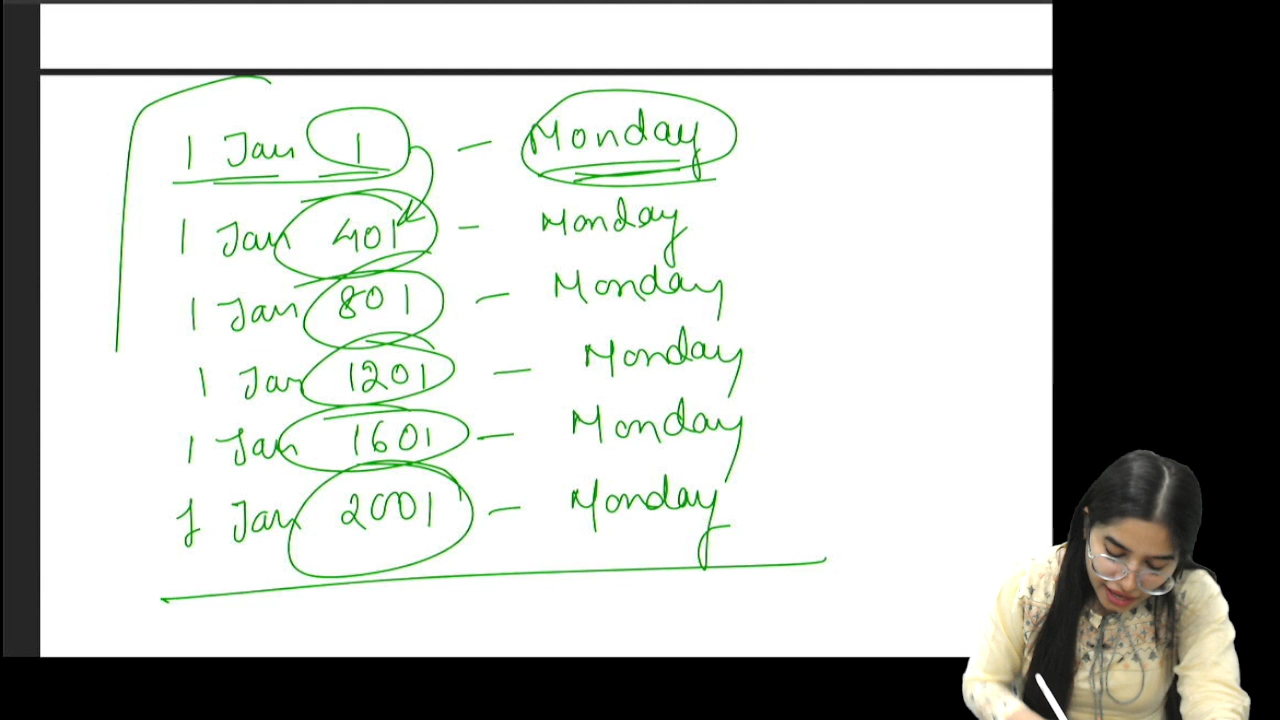 1 Jan 1 - Monday
1 Jan 401 - Monday
1 Jan 801 - Monday
1 Jan 1201 - Monday
1 Jan 1601 - Monday
1 Jan 2001 - Monday